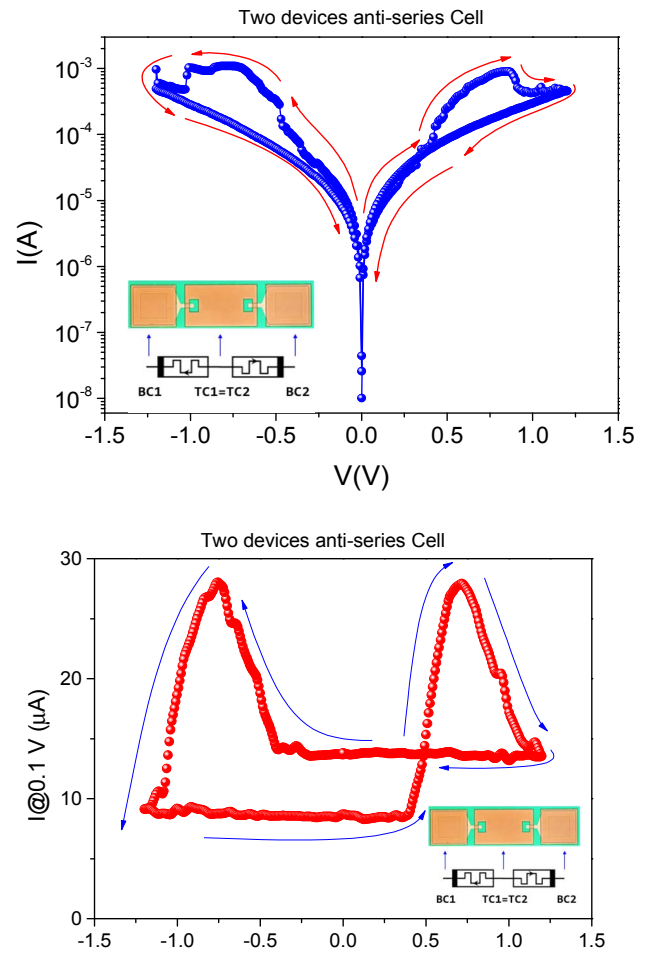 Two devices anti-series Cell
10⁻³
10⁻⁴
10⁻⁵
10⁻⁶
10⁻⁷
10⁻⁸
I(A)
BC1 TC1=TC2 BC2
-1.5 -1.0 -0.5 0.0 0.5 1.0 1.5
V(V)
Two devices anti-series Cell
30
20
10
0
I@0.1 V (µA)
BC1 TC1=TC2 BC2
-1.5 -1.0 -0.5 0.0 0.5 1.0 1.5